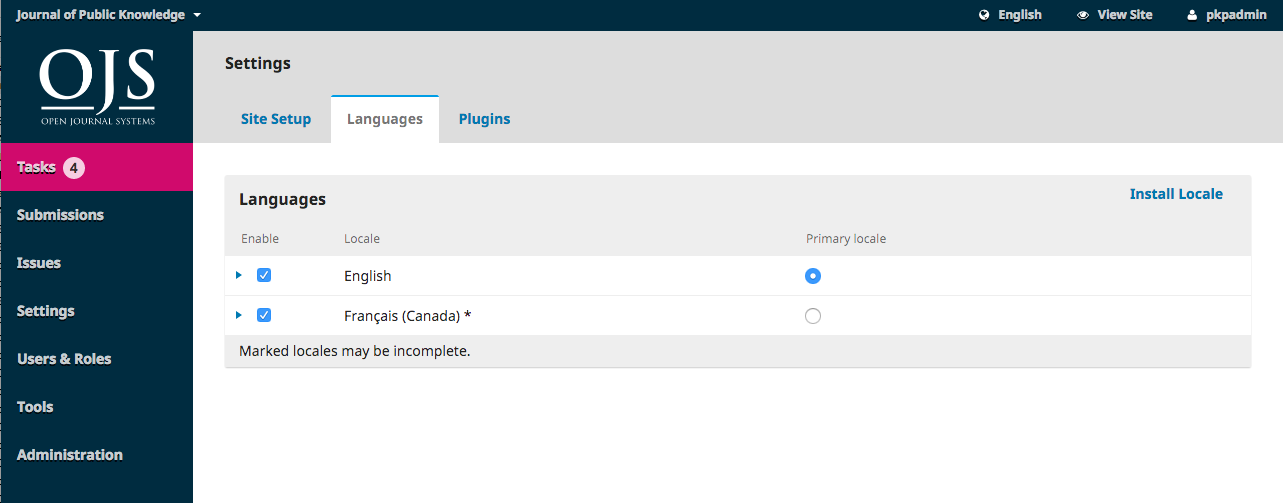 Journal of Public Knowledge English View Site pkpadmin
OJS
OPEN JOURNAL SYSTEMS
Settings
Site Setup Languages Plugins
Tasks 4
Submissions
Issues
Settings
Users & Roles
Tools
Administration
Languages Install Locale
Enable Locale Primary locale
English
Français (Canada) *
Marked locales may be incomplete.